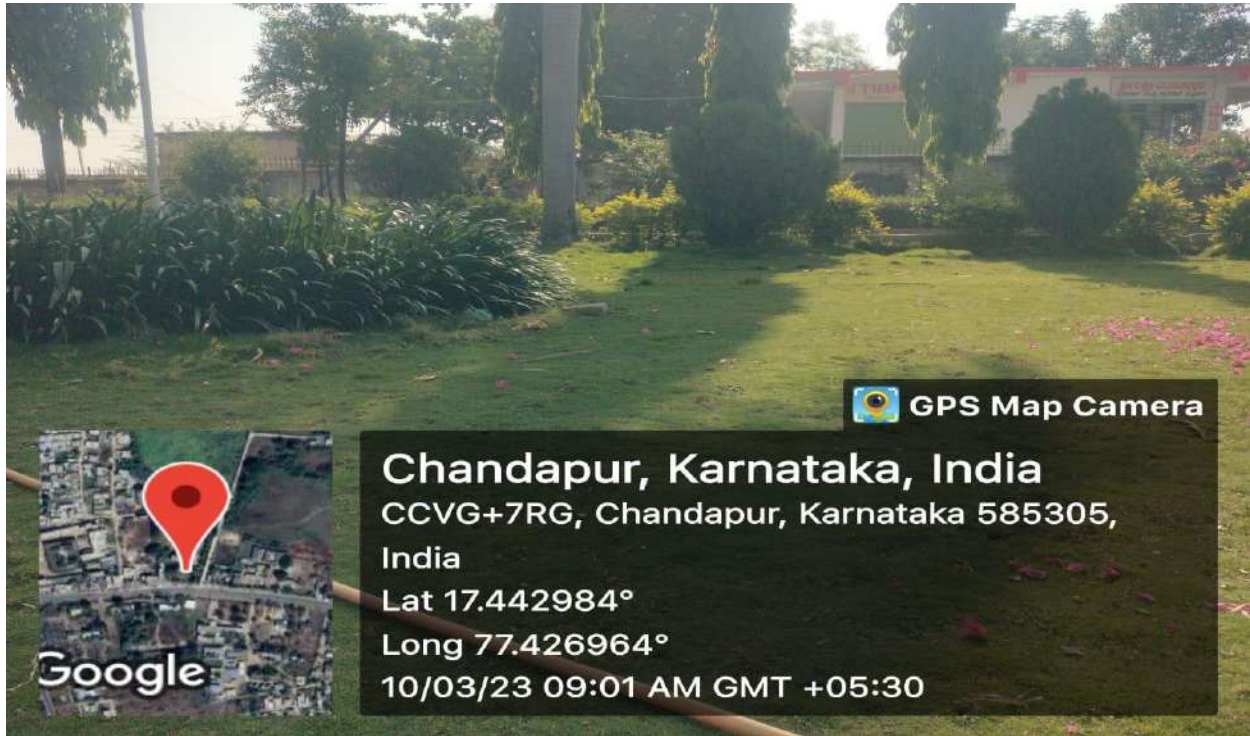 GPS Map Camera
Chandapur, Karnataka, India
CCVG+7RG, Chandapur, Karnataka 585305,
India
Lat 17.442984°
Long 77.426964°
10/03/23 09:01 AM GMT +05:30
Google